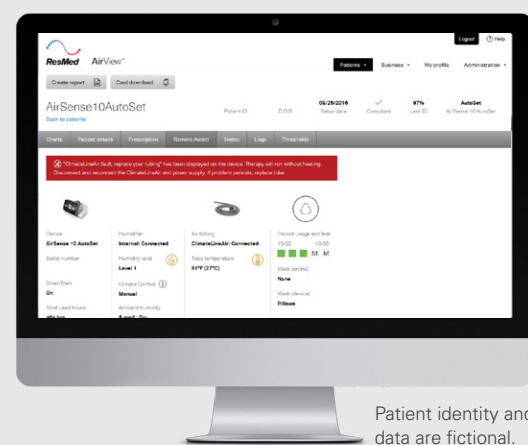 Logout Help
ResMed AirView™
Patients Business My profile Administration
Create report Card download
AirSense10AutoSet
Back to patients
Patient ID D.O.B. 09/25/2016 97% AutoSet
Setup date Compliant Last 30 AirSense 10 AutoSet
Charts Patient details Prescription Remote Assist Notes Logs Thresholds
"ClimateLineAir fault, replace your tubing" has been displayed on the device. Therapy will run without heating.
Disconnect and reconnect the ClimateLineAir and power supply. If problem persists, replace tube.
Device Humidifier Air tubing Recent usage and leak
AirSense 10 AutoSet Internal: Connected ClimateLineAir: Connected 10/22 10/26
Serial number Humidity level Tube temperature M M
Level 1 81°F (27°C) Mask (online)
SmartStart Climate Control None
On Manual Mask (device)
Total used hours Ambient humidity Pillows
Patient identity and
data are fictional.